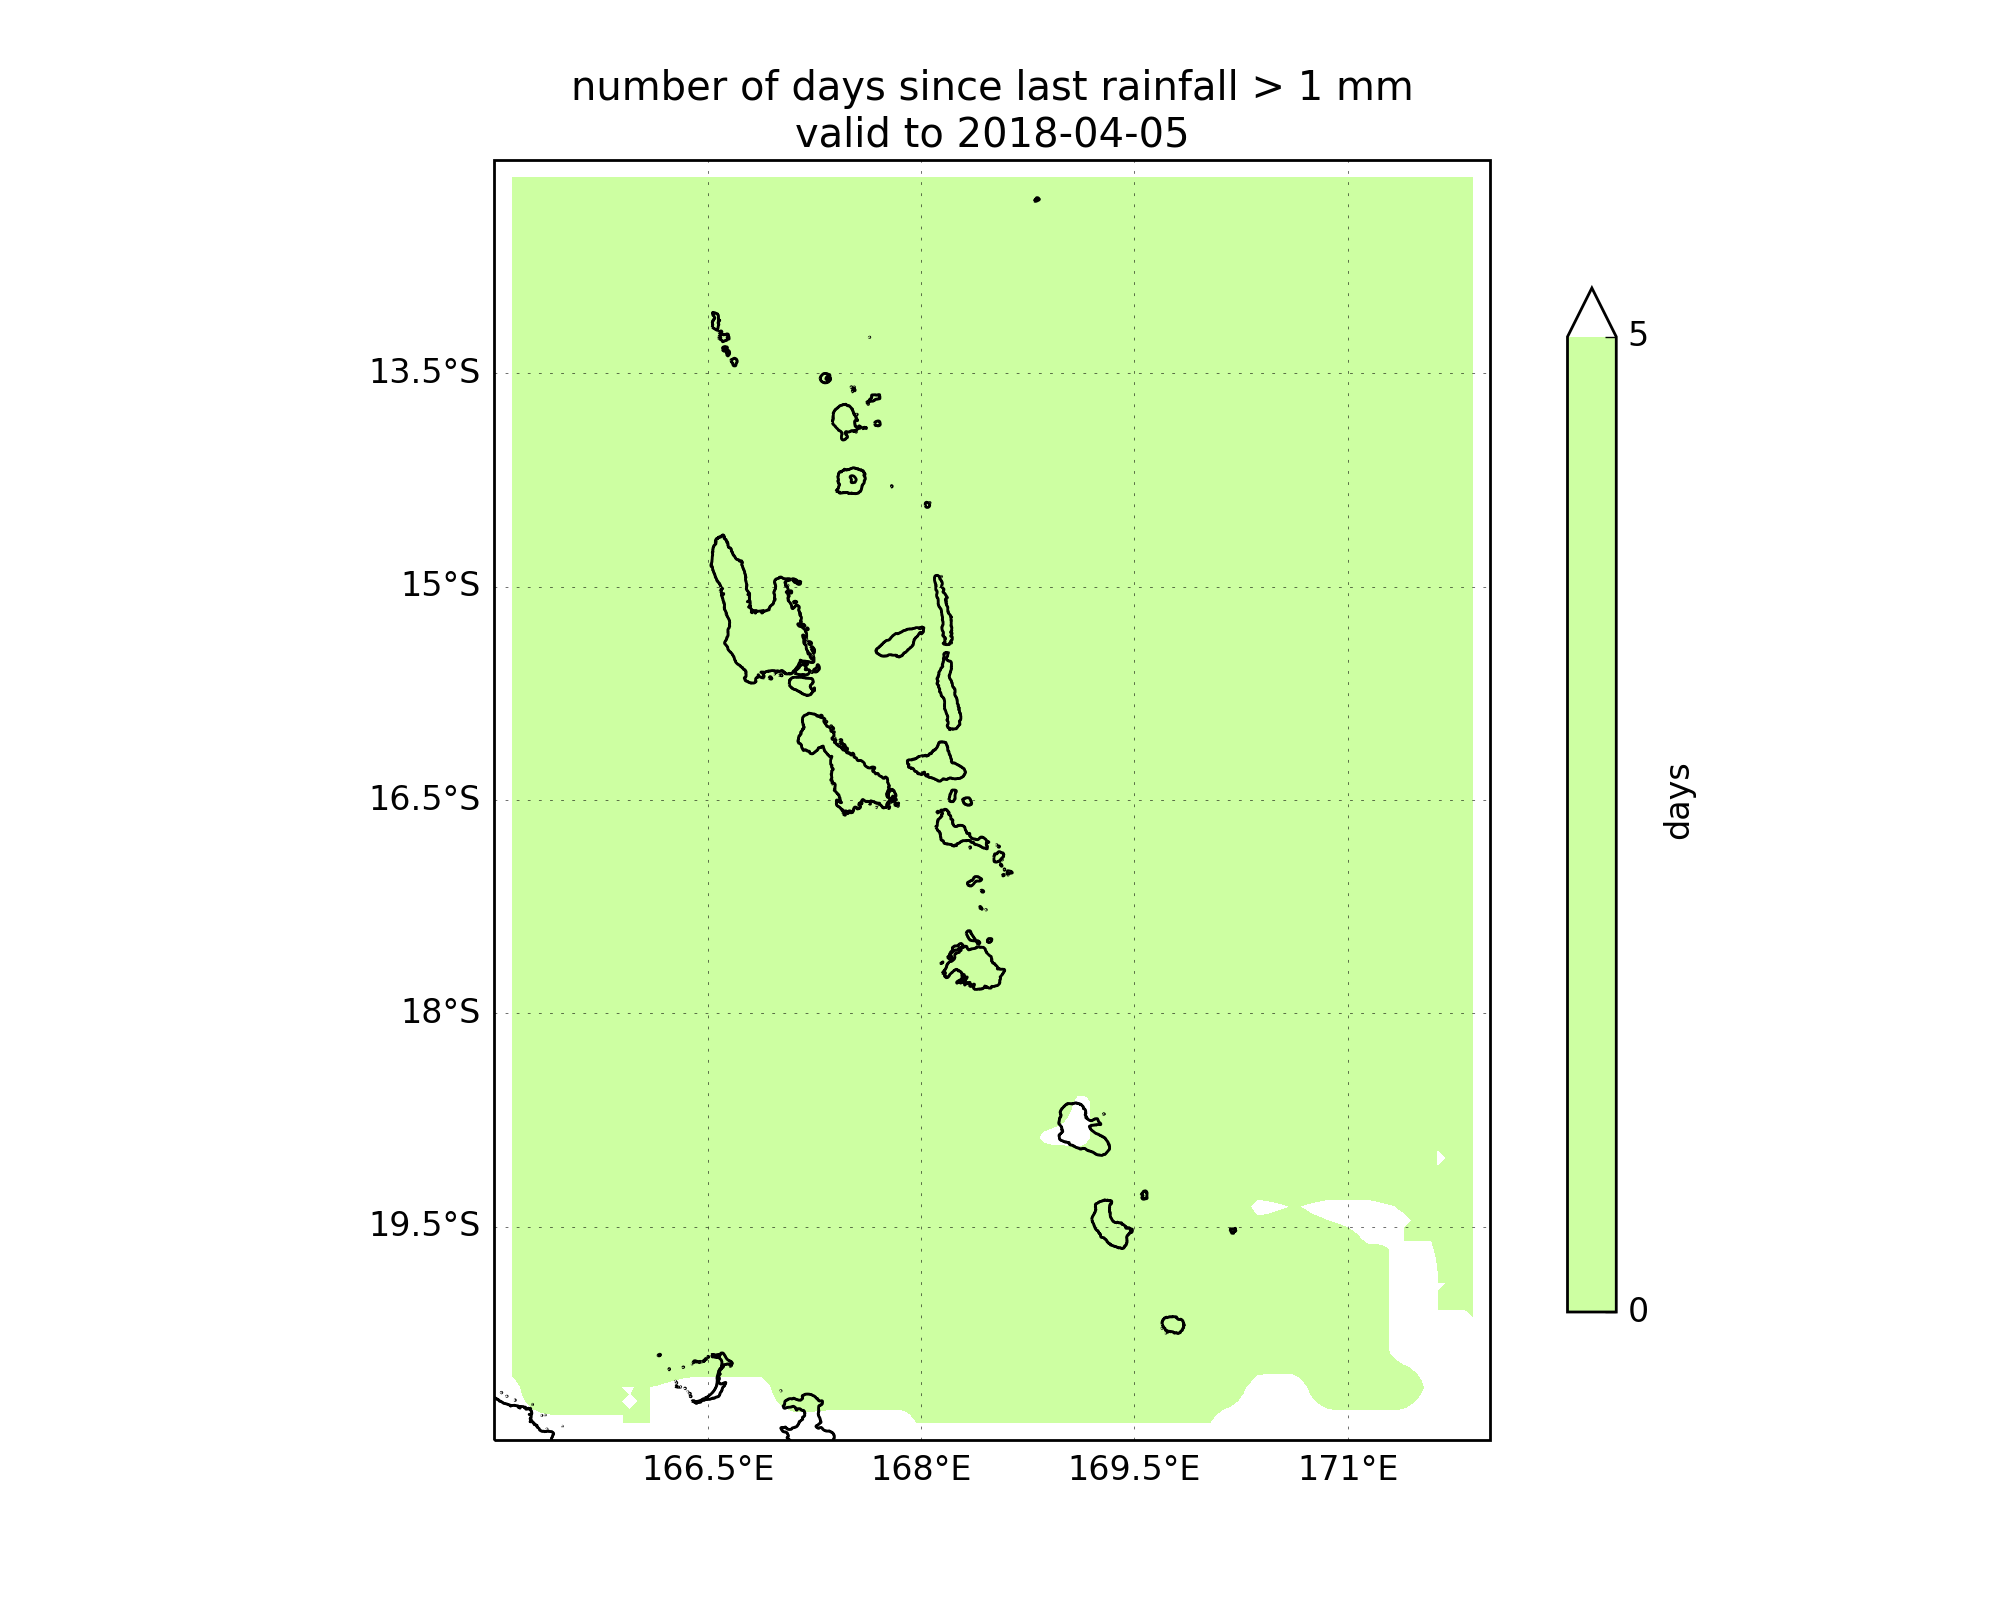 number of days since last rainfall > 1 mm
valid to 2018-04-05
13.5°S
15°S
16.5°S
18°S
19.5°S
166.5°E
168°E
169.5°E
171°E
5
0
days